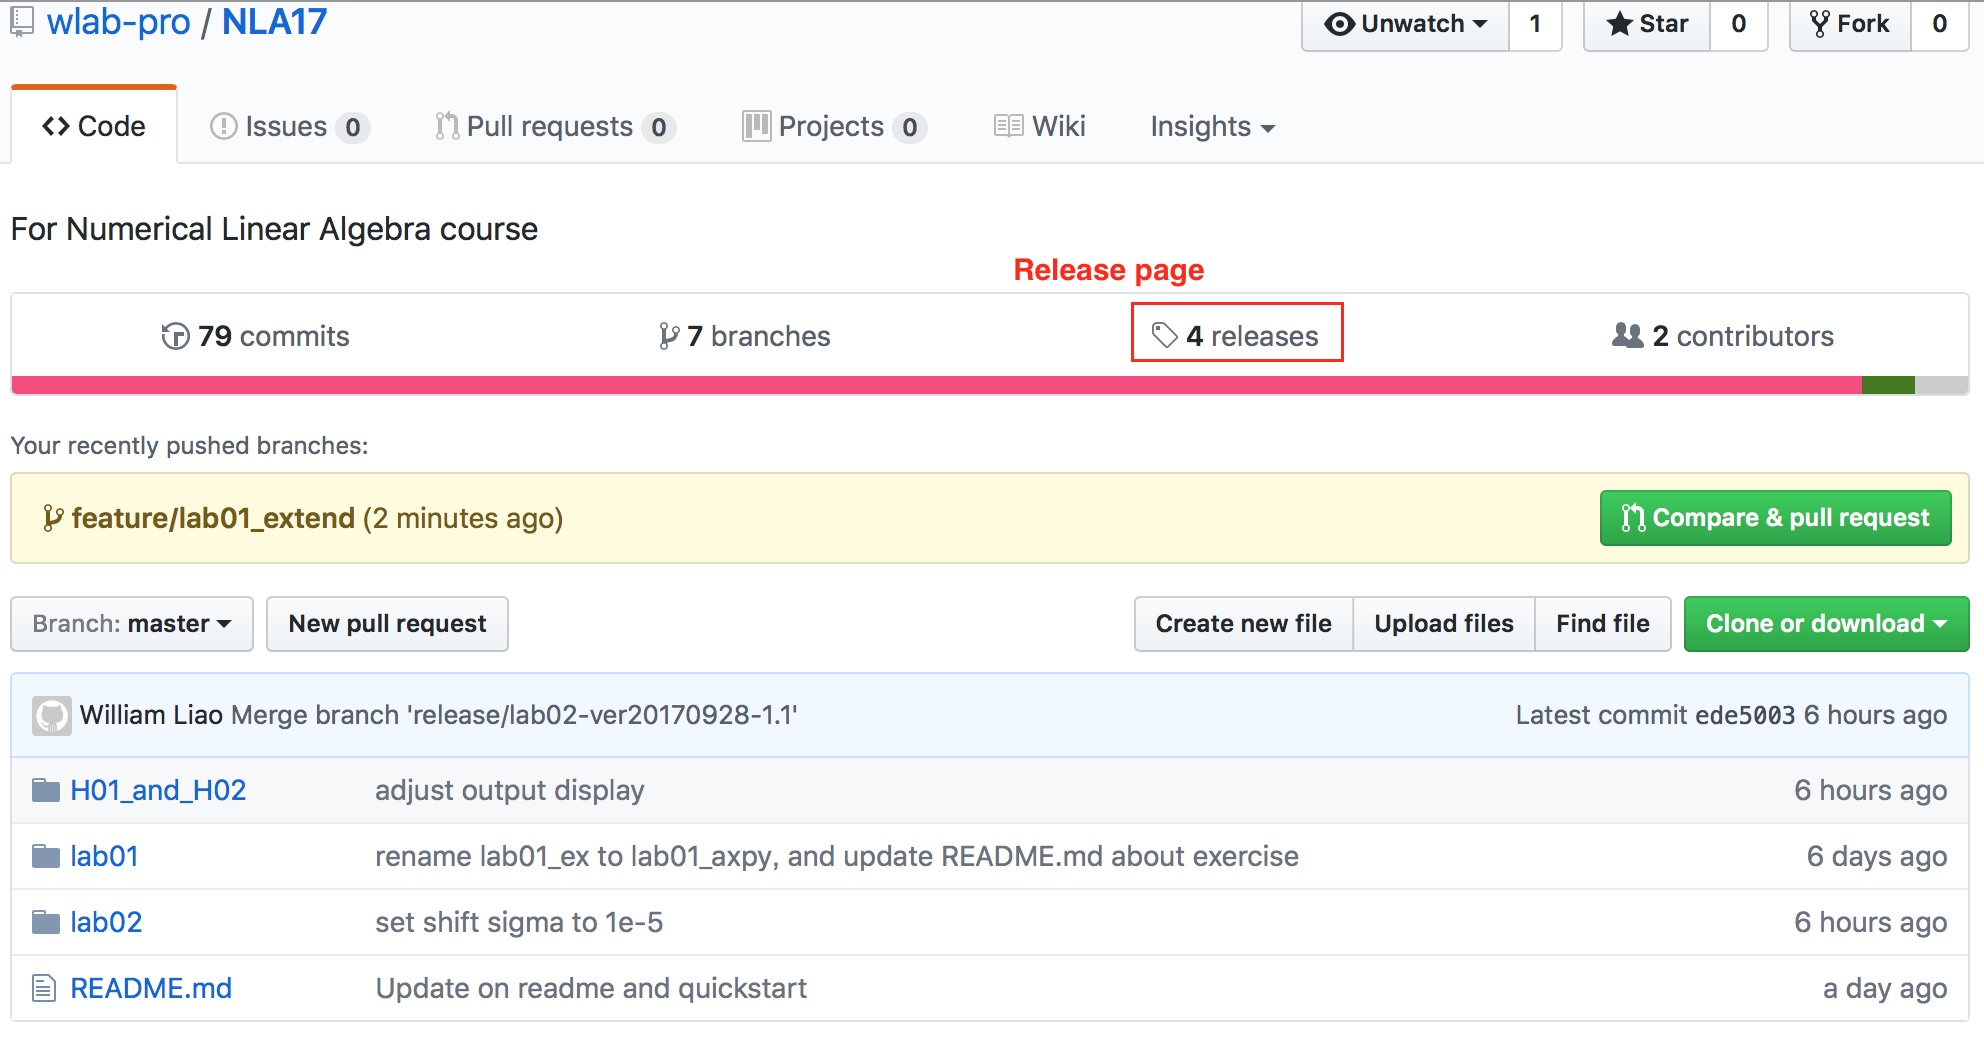 wlab-pro / NLA17 Unwatch 1 Star 0 Fork 0
Code Issues 0 Pull requests 0 Projects 0 Wiki Insights
For Numerical Linear Algebra course
Release page
79 commits 7 branches 4 releases 2 contributors
Your recently pushed branches:
feature/lab01_extend (2 minutes ago) Compare & pull request
Branch: master New pull request Create new file Upload files Find file Clone or download
William Liao Merge branch 'release/lab02-ver20170928-1.1' Latest commit ede5003 6 hours ago
H01_and_H02 adjust output display 6 hours ago
lab01 rename lab01_ex to lab01_axpy, and update README.md about exercise 6 days ago
lab02 set shift sigma to 1e-5 6 hours ago
README.md Update on readme and quickstart a day ago